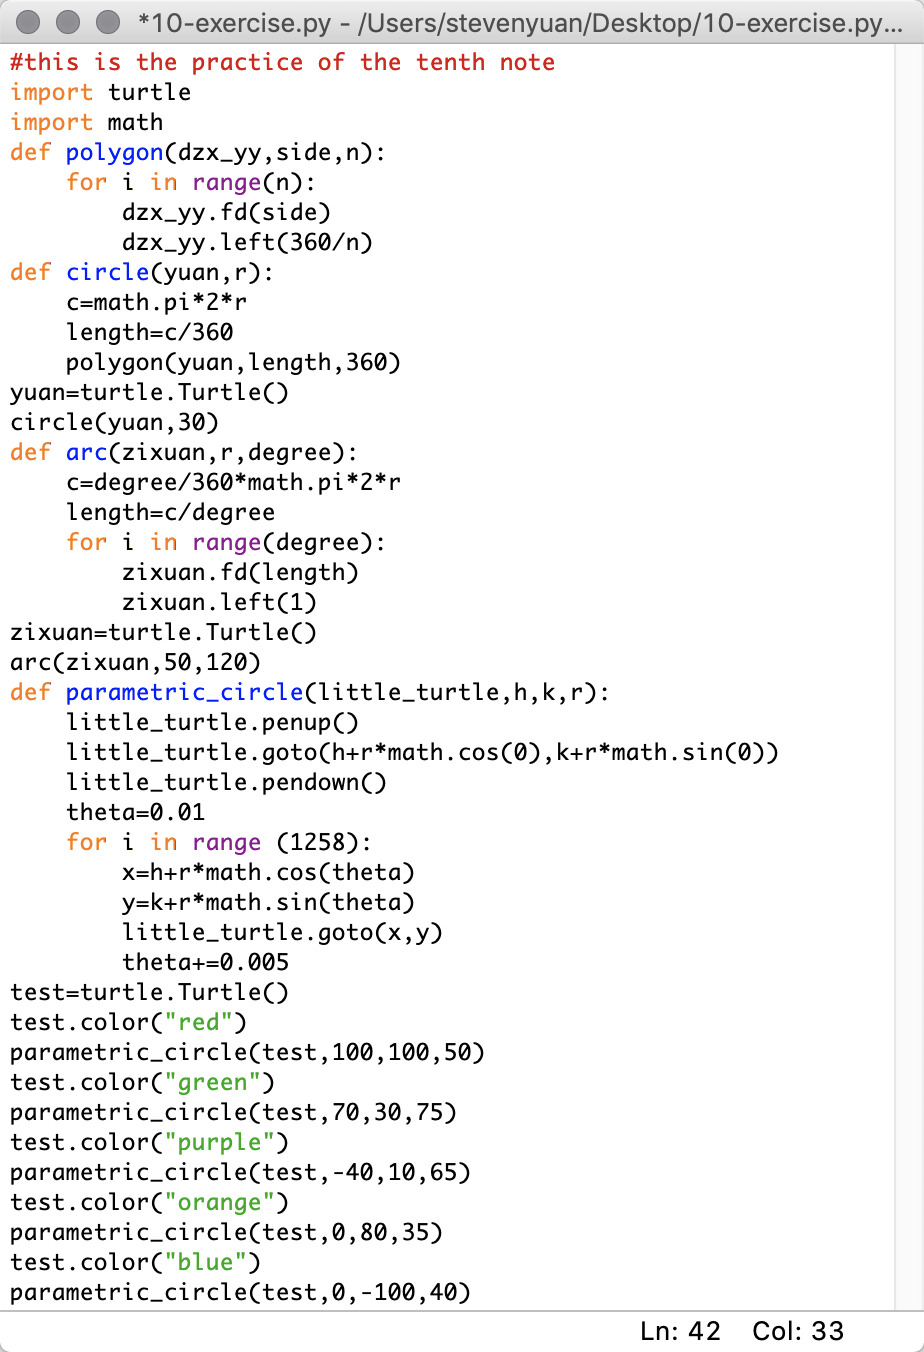 *10-exercise.py - /Users/stevenyuan/Desktop/10-exercise.py...
#this is the practice of the tenth note
import turtle
import math
def polygon(dzx_yy,side,n):
    for i in range(n):
        dzx_yy.fd(side)
        dzx_yy.left(360/n)
def circle(yuan,r):
    c=math.pi*2*r
    length=c/360
    polygon(yuan,length,360)
yuan=turtle.Turtle()
circle(yuan,30)
def arc(zixuan,r,degree):
    c=degree/360*math.pi*2*r
    length=c/degree
    for i in range(degree):
        zixuan.fd(length)
        zixuan.left(1)
zixuan=turtle.Turtle()
arc(zixuan,50,120)
def parametric_circle(little_turtle,h,k,r):
    little_turtle.penup()
    little_turtle.goto(h+r*math.cos(0),k+r*math.sin(0))
    little_turtle.pendown()
    theta=0.01
    for i in range (1258):
        x=h+r*math.cos(theta)
        y=k+r*math.sin(theta)
        little_turtle.goto(x,y)
        theta+=0.005
test=turtle.Turtle()
test.color("red")
parametric_circle(test,100,100,50)
test.color("green")
parametric_circle(test,70,30,75)
test.color("purple")
parametric_circle(test,-40,10,65)
test.color("orange")
parametric_circle(test,0,80,35)
test.color("blue")
parametric_circle(test,0,-100,40)
Ln: 42 Col: 33